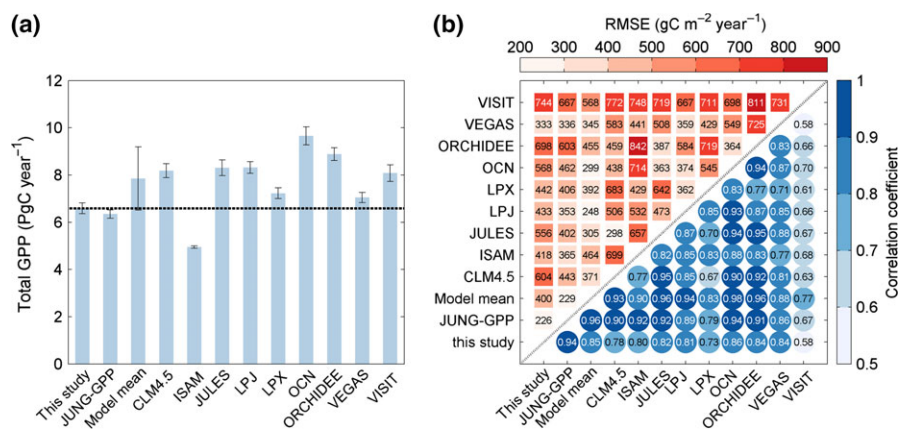 (a)
Total GPP (PgC year⁻¹)
12
10
8
6
4
2
0
This study
JUNG-GPP
Model mean
CLM4.5
ISAM
JULES
LPJ
LPX
OCN
ORCHIDEE
VEGAS
VISIT
(b)
RMSE (gC m⁻² year⁻¹)
200 300 400 500 600 700 800 900
VISIT 744 667 568 772 748 719 667 711 698 811 731
VEGAS 333 336 345 583 441 508 359 429 549 725 0.58
ORCHIDEE 698 603 455 411 842 387 584 719 364 0.83 0.66
OCN 568 462 299 438 714 363 374 545 0.94 0.87 0.70
LPX 442 406 392 683 429 642 362 0.83 0.77 0.71 0.61
LPJ 433 353 248 506 532 473 0.85 0.93 0.87 0.85 0.66
JULES 556 402 305 298 657 0.87 0.70 0.94 0.95 0.88 0.67
ISAM 418 365 464 699 0.82 0.85 0.83 0.88 0.83 0.77 0.68
CLM4.5 604 443 371 0.77 0.95 0.85 0.67 0.93 0.92 0.81 0.63
Model mean 400 229 0.93 0.90 0.96 0.94 0.83 0.98 0.96 0.88 0.77
JUNG-GPP 226 0.96 0.90 0.92 0.92 0.89 0.79 0.94 0.91 0.86 0.67
this study 0.94 0.85 0.78 0.80 0.82 0.81 0.73 0.86 0.84 0.84 0.58
This study
JUNG-GPP
Model mean
CLM4.5
ISAM
JULES
LPJ
LPX
OCN
ORCHIDEE
VEGAS
VISIT
1
0.9
0.8
0.7
0.6
0.5
Correlation coefficient